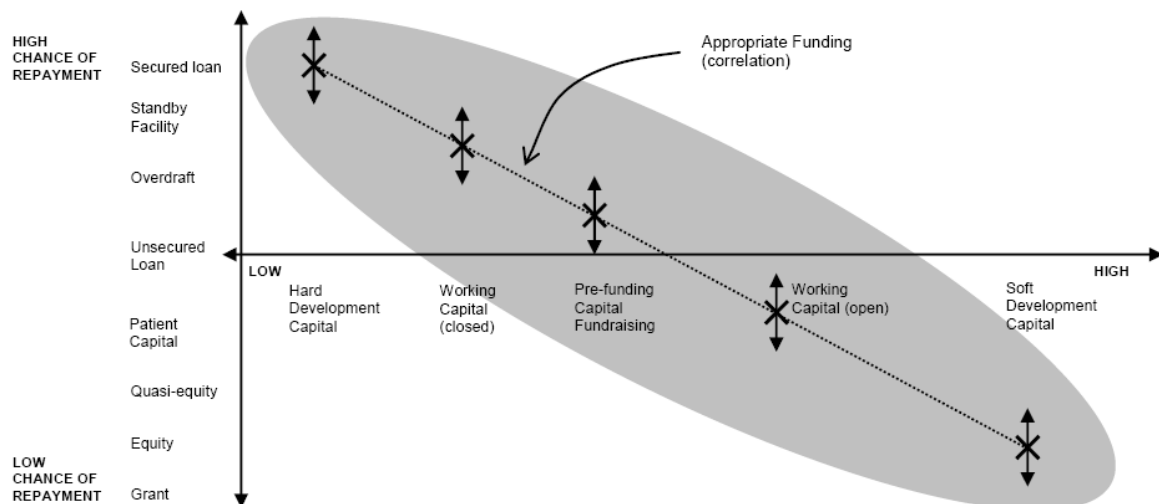 HIGH
CHANCE OF
REPAYMENT
Secured loan
Standby
Facility
Overdraft
Unsecured
Loan
Patient
Capital
Quasi-equity
Equity
LOW
CHANCE OF
REPAYMENT
Grant
Appropriate Funding
(correlation)
LOW
HIGH
Hard
Development
Capital
Working
Capital
(closed)
Pre-funding
Capital
Fundraising
Working
Capital (open)
Soft
Development
Capital